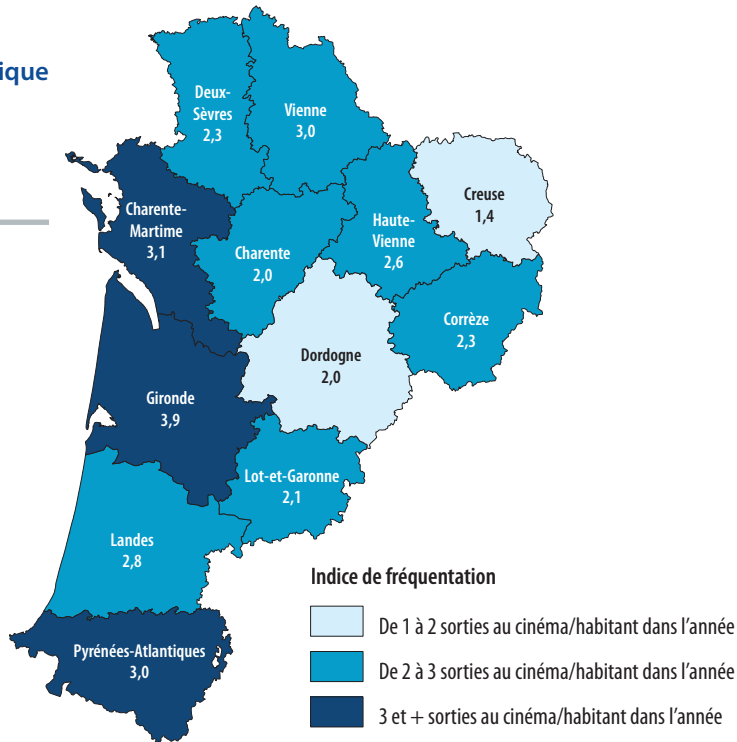 ique
Deux-
Sèvres
2,3
Vienne
3,0
Creuse
1,4
Charente-
Martime
3,1
Haute-
Vienne
2,6
Charente
2,0
Corrèze
2,3
Dordogne
2,0
Gironde
3,9
Lot-et-Garonne
2,1
Landes
2,8
Pyrénées-Atlantiques
3,0
Indice de fréquentation
De 1 à 2 sorties au cinéma/habitant dans l'année
De 2 à 3 sorties au cinéma/habitant dans l'année
3 et + sorties au cinéma/habitant dans l'année